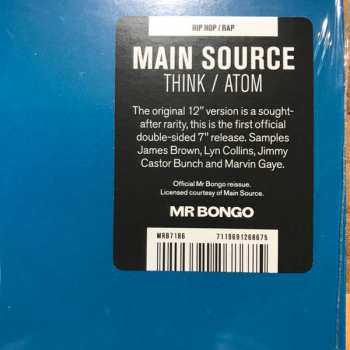 HIP HOP / RAP
MAIN SOURCE
THINK / ATOM
The original 12" version is a sought-
after rarity, this is the first official
double-sided 7" release. Samples
James Brown, Lyn Collins, Jimmy
Castor Bunch and Marvin Gaye.
Official Mr Bongo reissue.
Licensed courtesy of Main Source.
MR BONGO
MRB7186 7119691268675